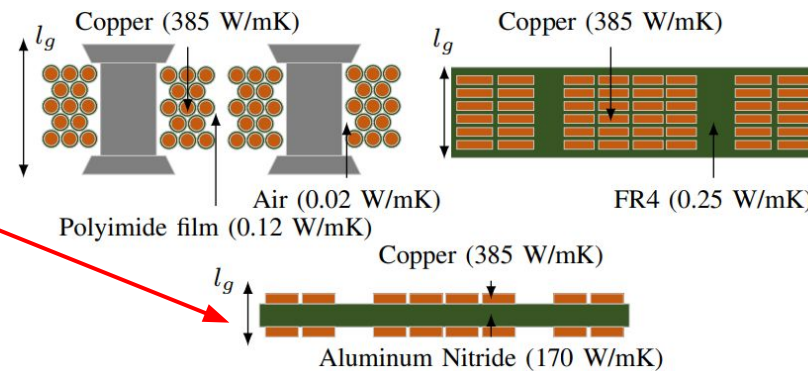 Copper (385 W/mK)
l_g
Air (0.02 W/mK)
Polyimide film (0.12 W/mK)
Copper (385 W/mK)
l_g
FR4 (0.25 W/mK)
Copper (385 W/mK)
l_g
Aluminum Nitride (170 W/mK)